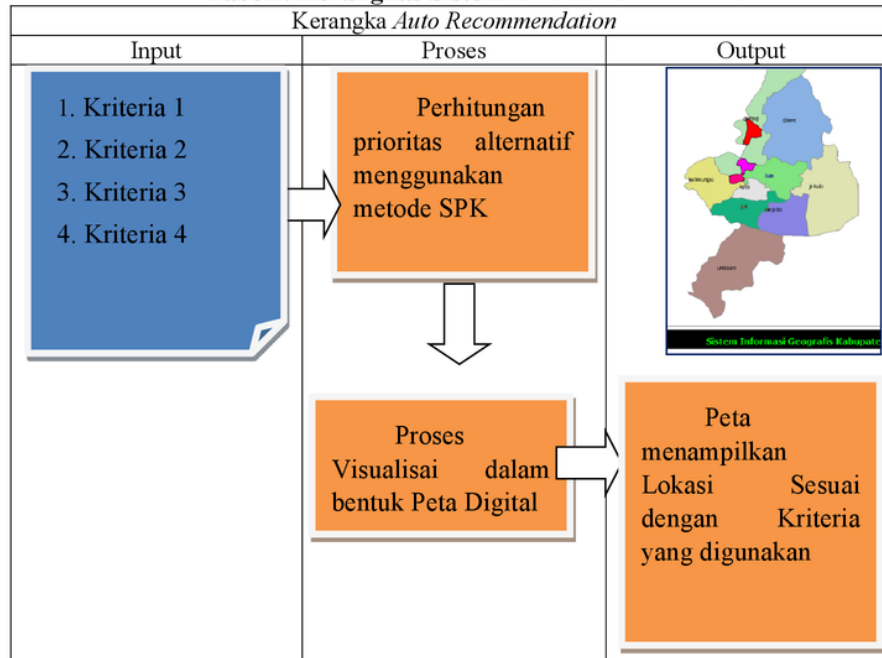 Kerangka Auto Recommendation
Input
Proses
Output
1. Kriteria 1
2. Kriteria 2
3. Kriteria 3
4. Kriteria 4
Perhitungan
prioritas alternatif
menggunakan
metode SPK
Sistem Informasi Geografis Kabupate
Proses
Visualisai dalam
bentuk Peta Digital
Peta
menampilkan
Lokasi Sesuai
dengan Kriteria
yang digunakan